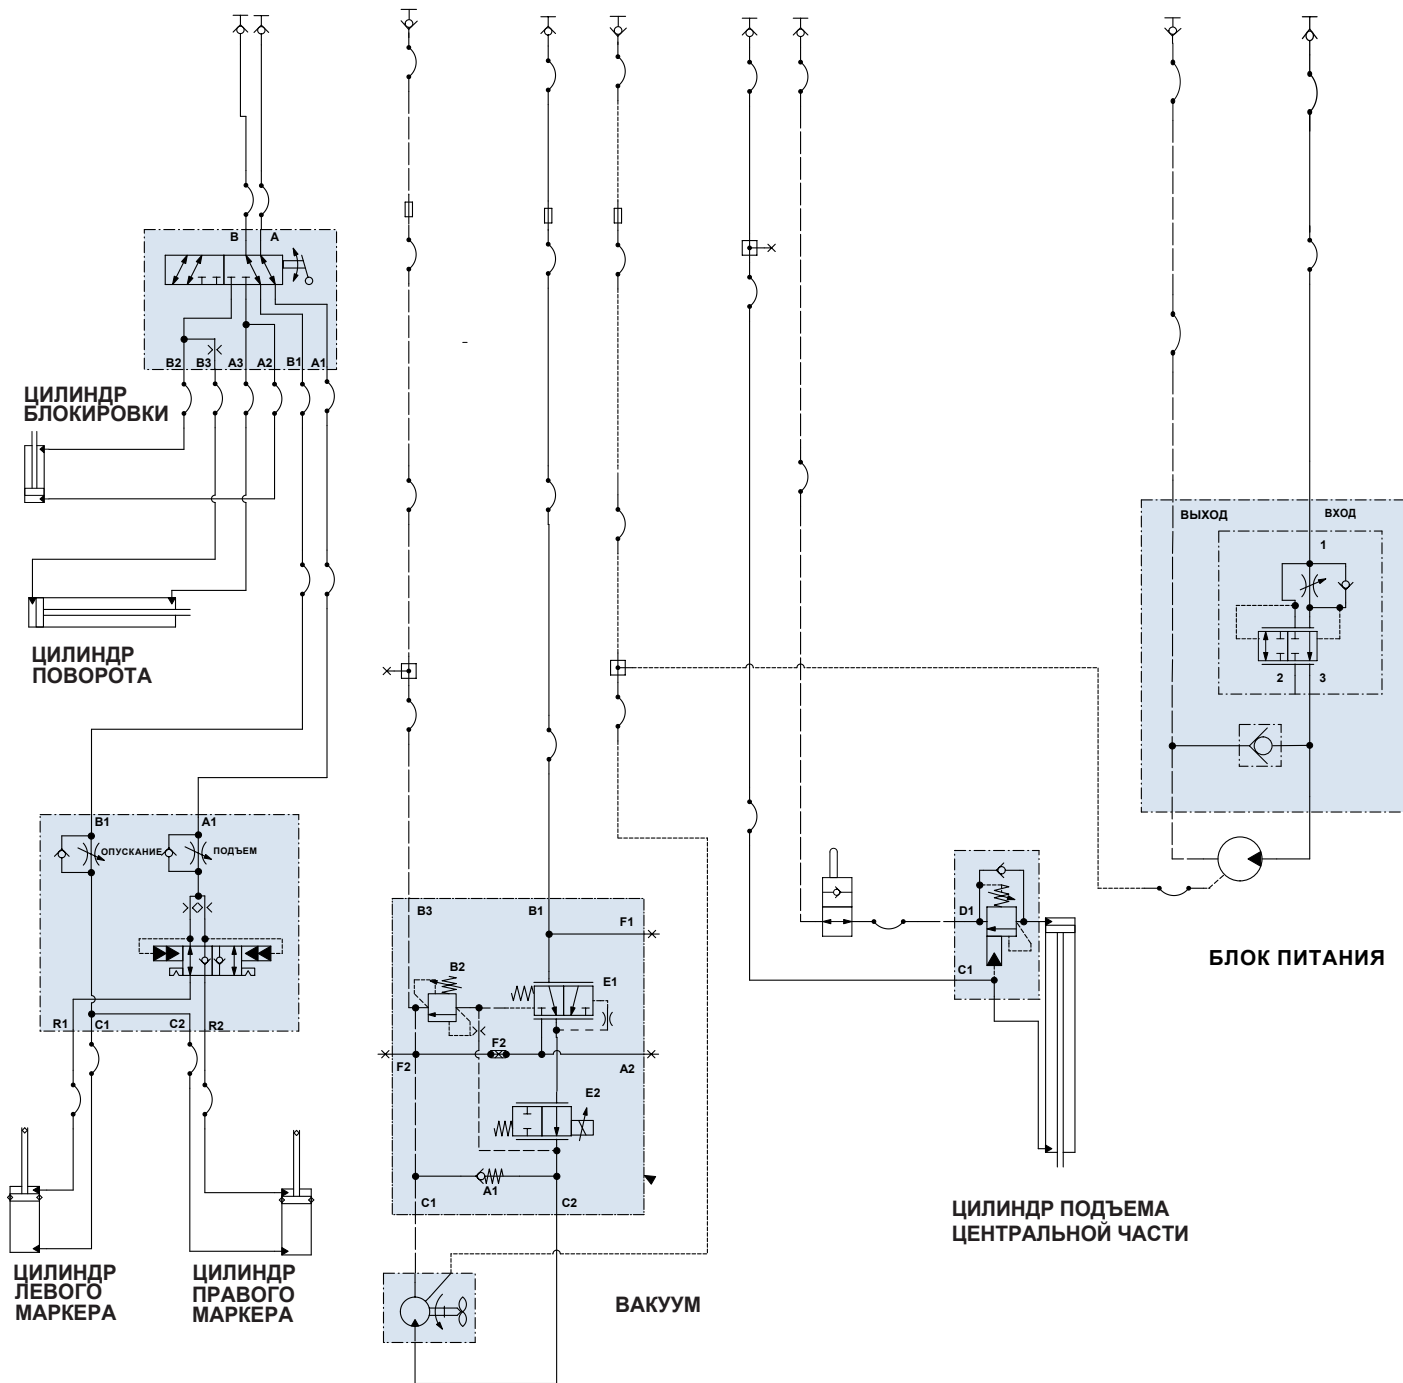 B A
B2 B3 A3 A2 B1 A1
ЦИЛИНДР
БЛОКИРОВКИ
ЦИЛИНДР
ПОВОРОТА
B1 A1
ОПУСКАНИЕ ПОДЪЕМ
R1 C1 C2 R2
ЦИЛИНДР
ЛЕВОГО
МАРКЕРА
ЦИЛИНДР
ПРАВОГО
МАРКЕРА
B3 B1
F1
B2 E1
F2
F2 A2
E2
A1
C1 C2
ВАКУУМ
D1
C1
ЦИЛИНДР ПОДЪЕМА
ЦЕНТРАЛЬНОЙ ЧАСТИ
ВЫХОД ВХОД
1
2 3
БЛОК ПИТАНИЯ